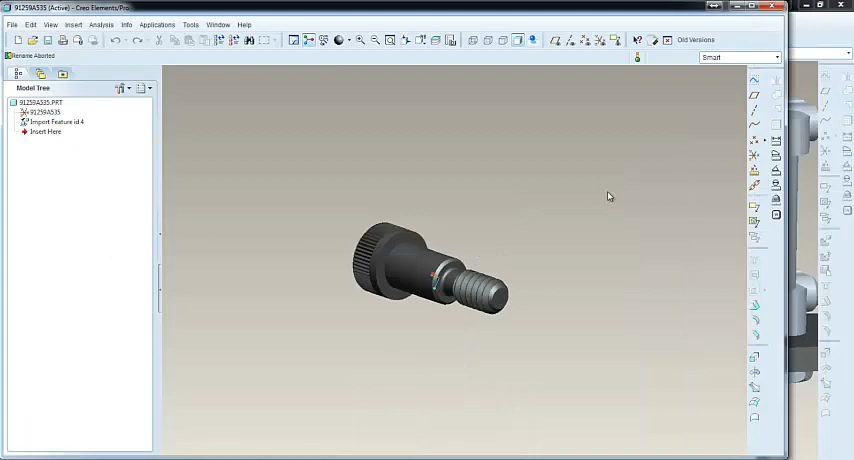 91259A535 (Active) - Creo Elements/Pro
File Edit View Insert Analysis Info Applications Tools Window Help
Old Versions
Rename Aborted
Smart
Model Tree
91259A535.PRT
91259A535
Import Feature id 4
Insert Here